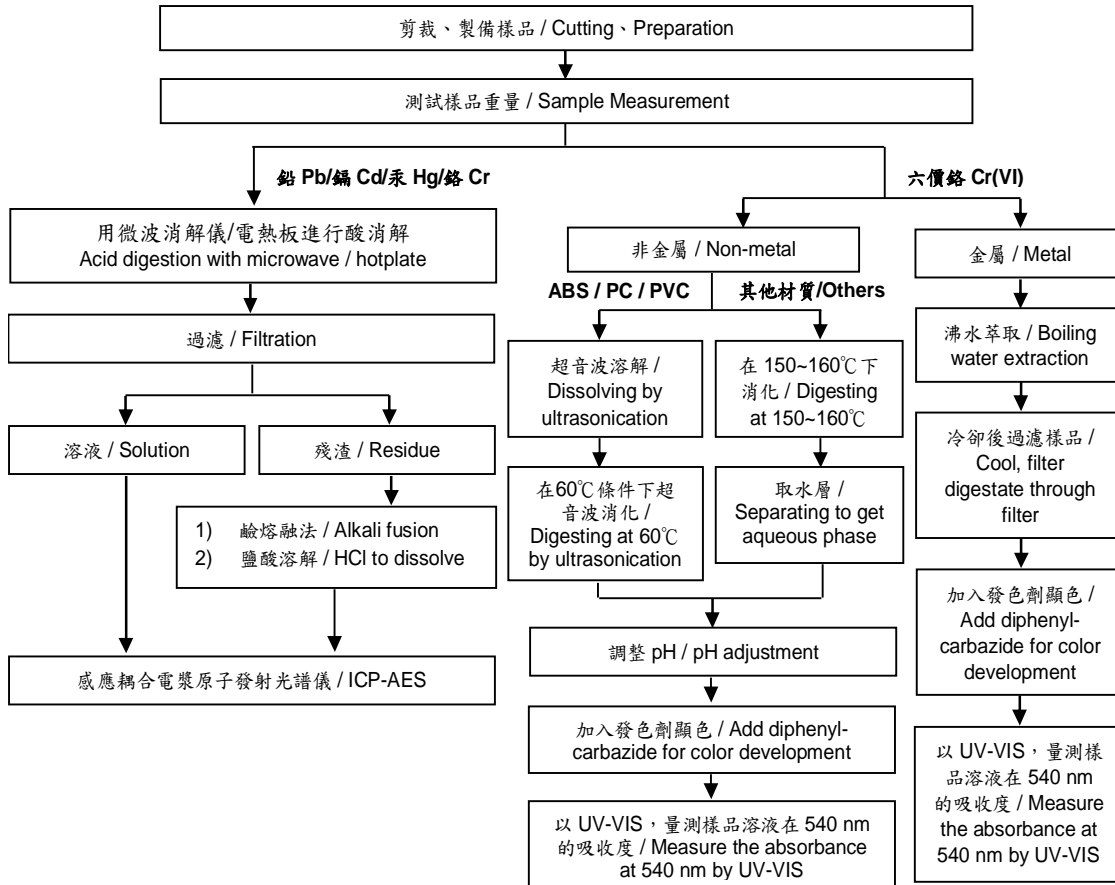 剪裁、製備樣品 / Cutting、Preparation
測試樣品重量 / Sample Measurement
鉛 Pb/鎘 Cd/汞 Hg/鉻 Cr
六價鉻 Cr(VI)
用微波消解儀/電熱板進行酸消解
Acid digestion with microwave / hotplate
過濾 / Filtration
溶液 / Solution
殘渣 / Residue
1) 鹼熔融法 / Alkali fusion
2) 鹽酸溶解 / HCl to dissolve
感應耦合電漿原子發射光譜儀 / ICP-AES
非金屬 / Non-metal
ABS / PC / PVC
其他材質/Others
超音波溶解 /
Dissolving by
ultrasonication
在60℃條件下超
音波消化 /
Digesting at 60℃
by ultrasonication
在 150~160℃下
消化 / Digesting
at 150~160℃
取水層 /
Separating to get
aqueous phase
調整 pH / pH adjustment
加入發色劑顯色 / Add diphenyl-
carbazide for color development
以 UV-VIS，量測樣品溶液在 540 nm
的吸收度 / Measure the absorbance
at 540 nm by UV-VIS
金屬 / Metal
沸水萃取 / Boiling
water extraction
冷卻後過濾樣品 /
Cool, filter
digestate through
filter
加入發色劑顯色 /
Add diphenyl-
carbazide for color
development
以 UV-VIS，量測樣
品溶液在 540 nm
的吸收度 / Measure
the absorbance at
540 nm by UV-VIS